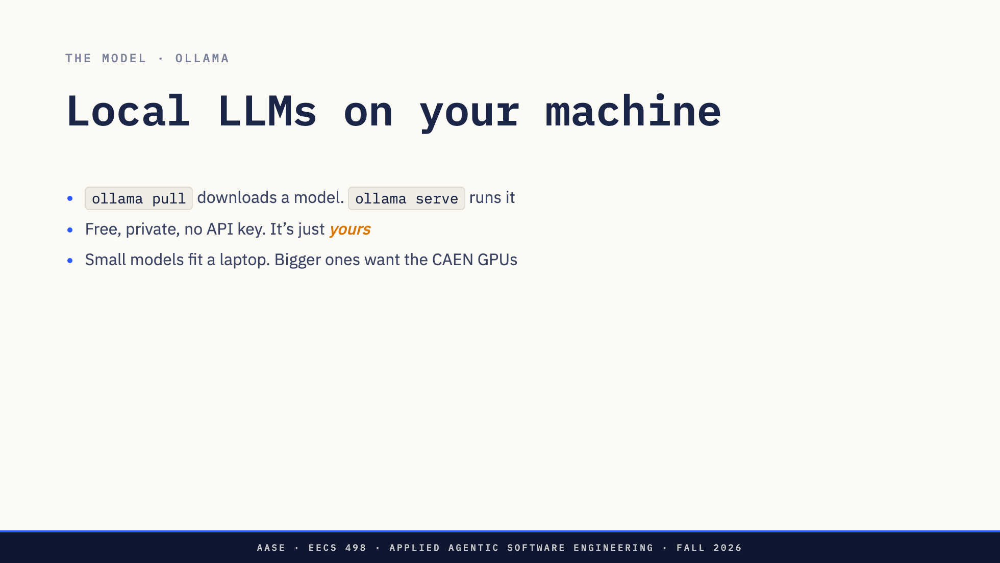 THE MODEL · OLLAMA
Local LLMs on your machine
• ollama pull downloads a model. ollama serve runs it
• Free, private, no API key. It’s just yours
• Small models fit a laptop. Bigger ones want the CAEN GPUs
AASE · EECS 498 · APPLIED AGENTIC SOFTWARE ENGINEERING · FALL 2026